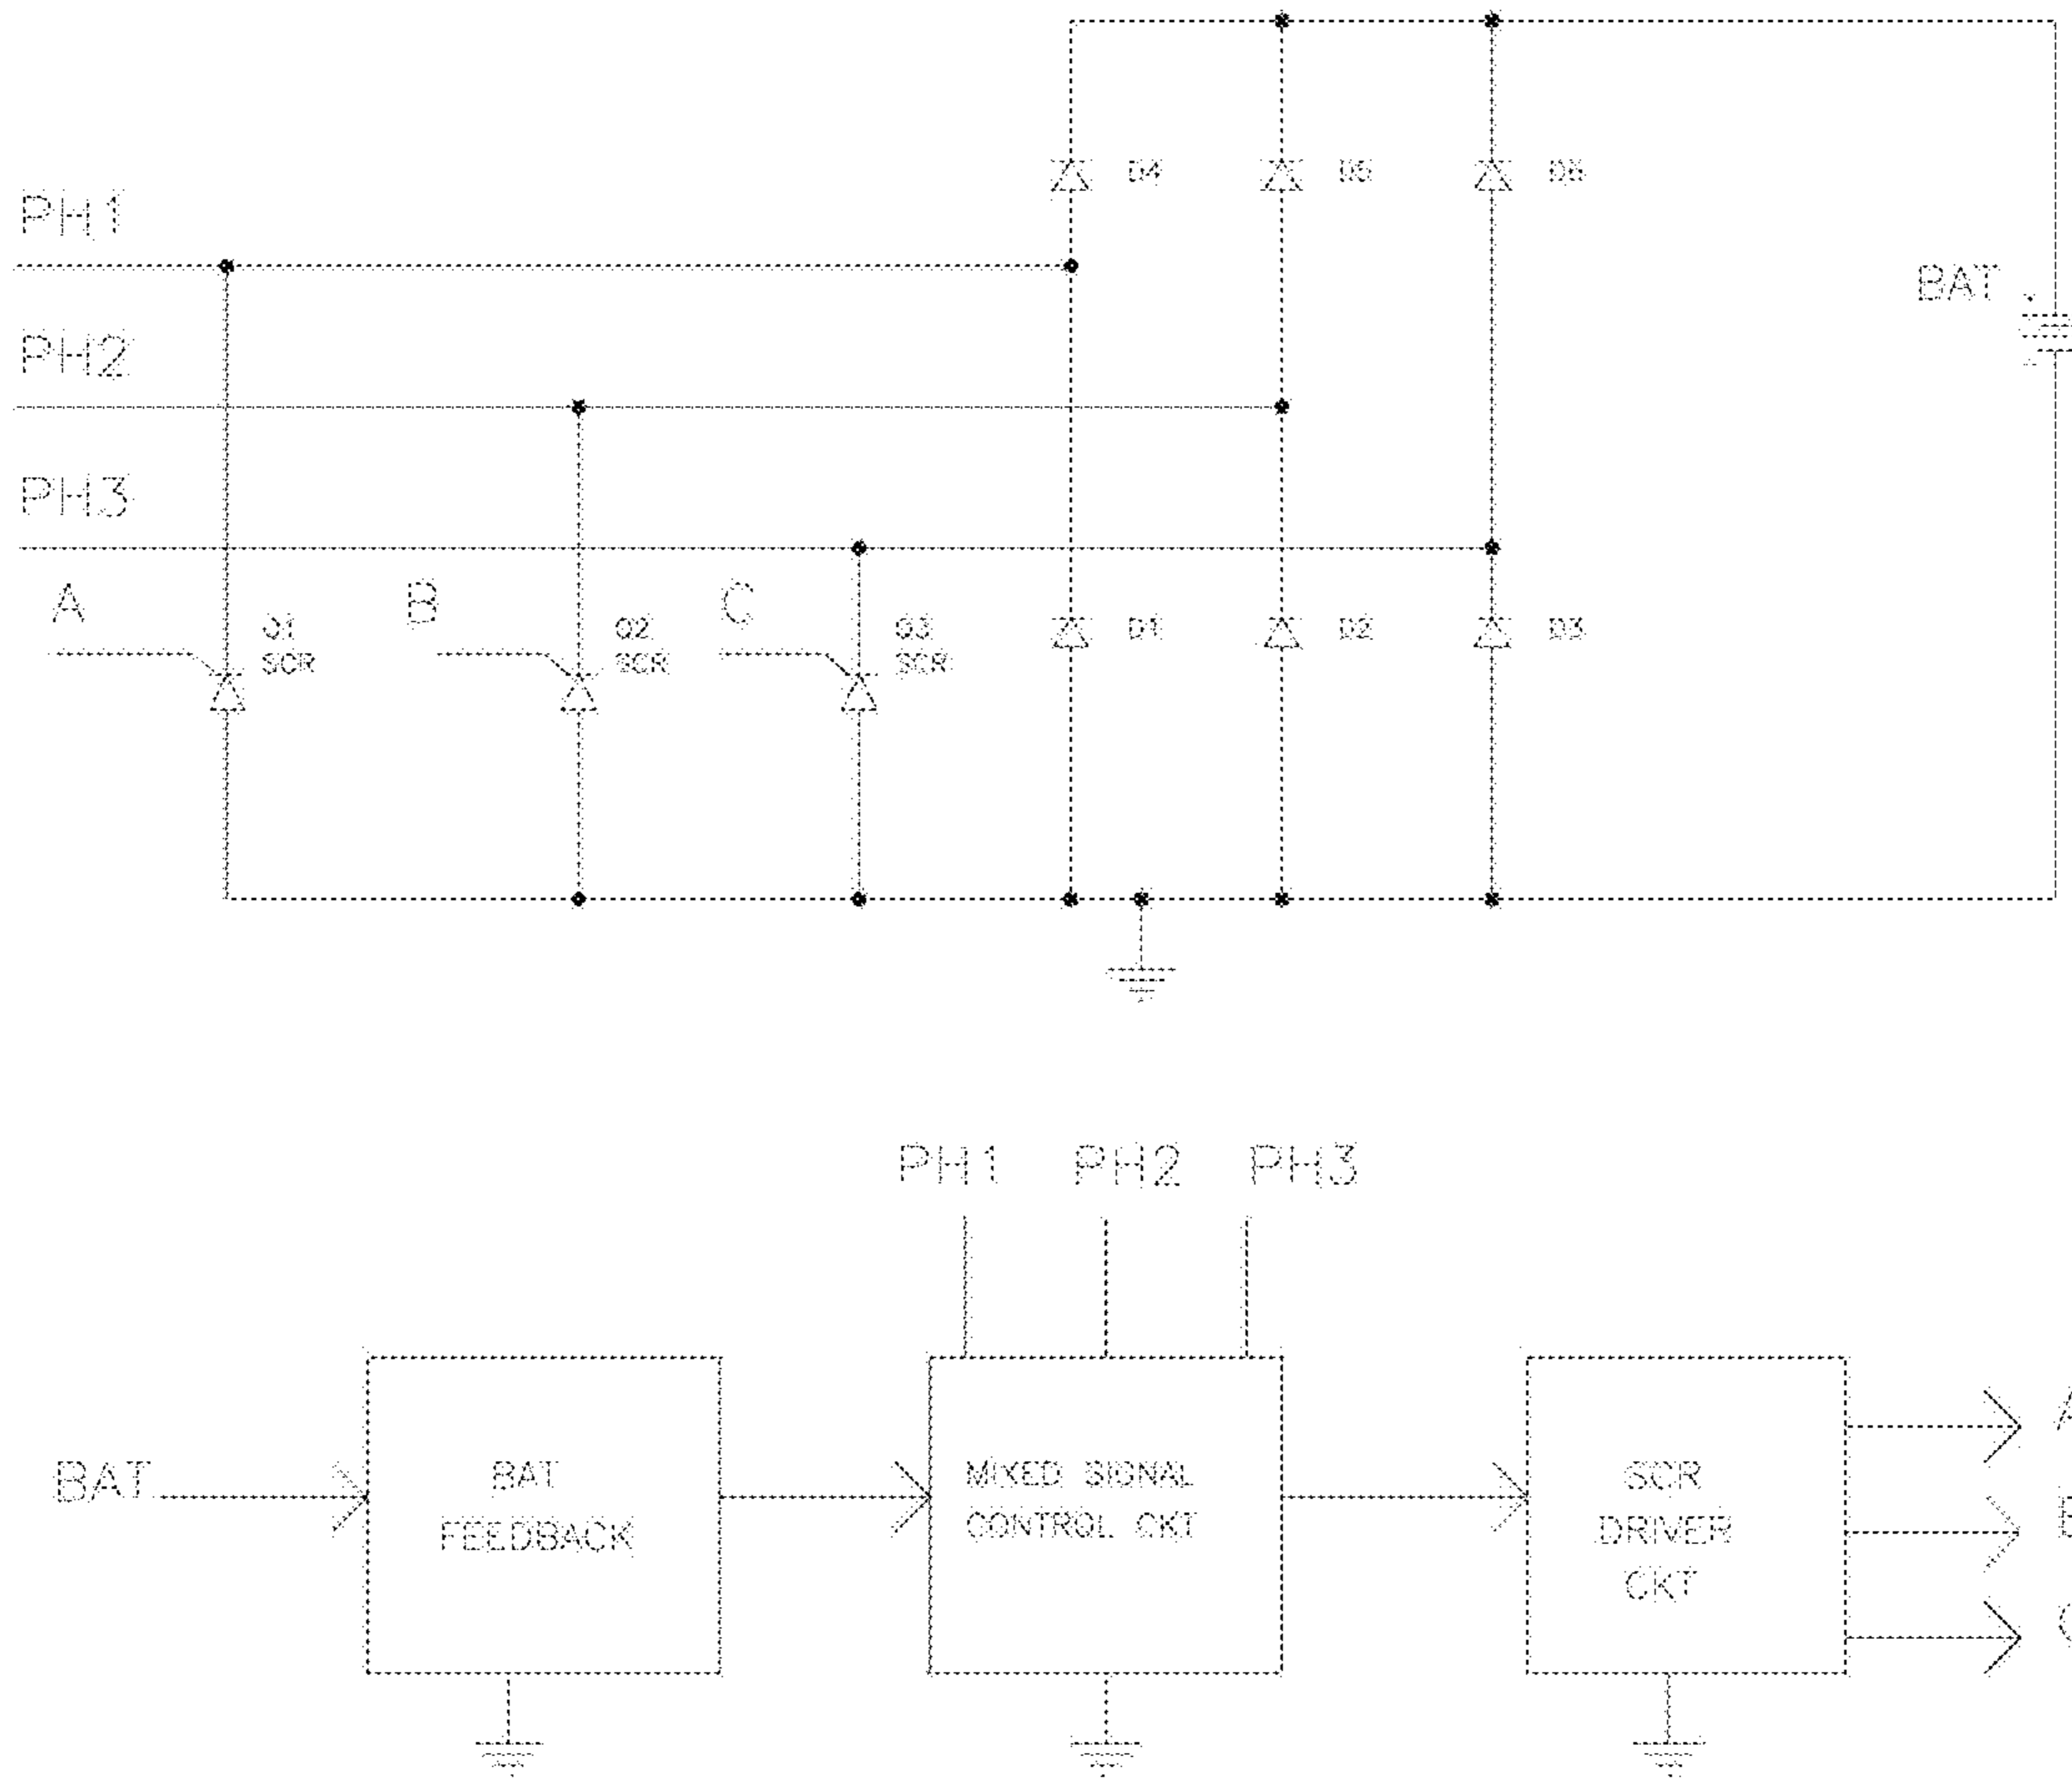 D4
D5
D6
PH1
BAT
PH2
PH3
A
B
C
Q1
SCR
Q2
SCR
Q3
SCR
D1
D2
D3
PH1
PH2
PH3
BAT
BAT
FEEDBACK
MIXED SIGNAL
CONTROL CKT
SCR
DRIVER
CKT
A
B
C